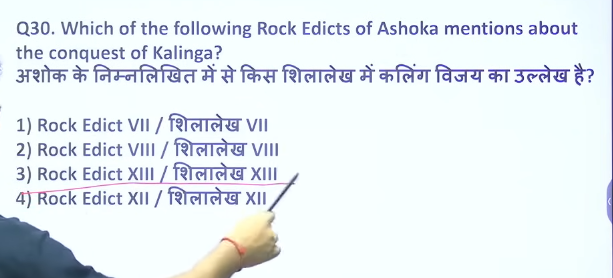 Q30. Which of the following Rock Edicts of Ashoka mentions about
the conquest of Kalinga?
अशोक के निम्नलिखित में से किस शिलालेख में कलिंग विजय का उल्लेख है?
1) Rock Edict VII / शिलालेख VII
2) Rock Edict VIII / शिलालेख VIII
3) Rock Edict XIII / शिलालेख XIII
4) Rock Edict XII / शिलालेख XII